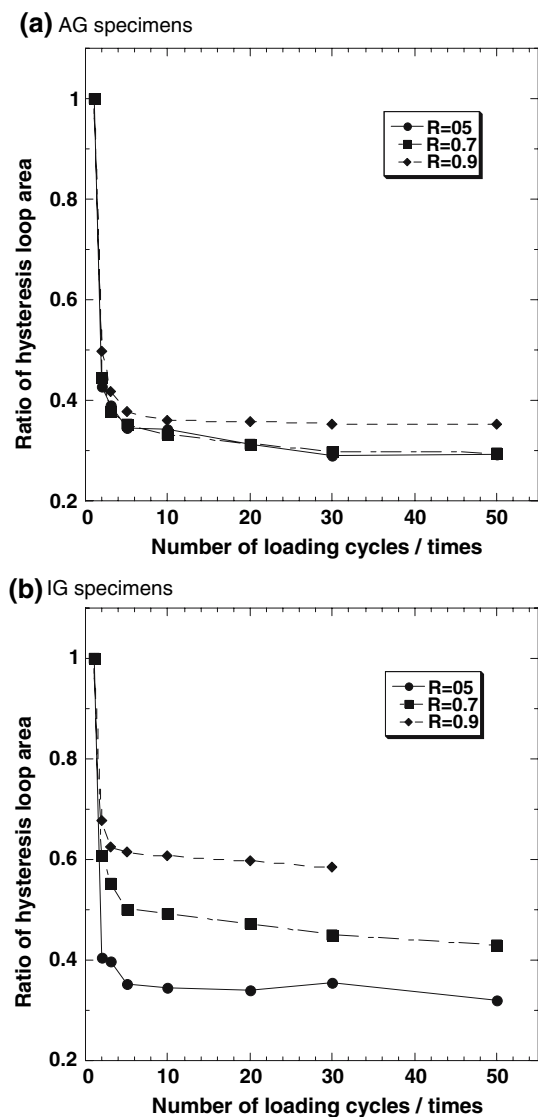 (a) AG specimens
1
0.8
0.6
0.4
0.2
Ratio of hysteresis loop area
R=05
R=0.7
R=0.9
0 10 20 30 40 50
Number of loading cycles / times
(b) IG specimens
1
0.8
0.6
0.4
0.2
Ratio of hysteresis loop area
R=05
R=0.7
R=0.9
0 10 20 30 40 50
Number of loading cycles / times